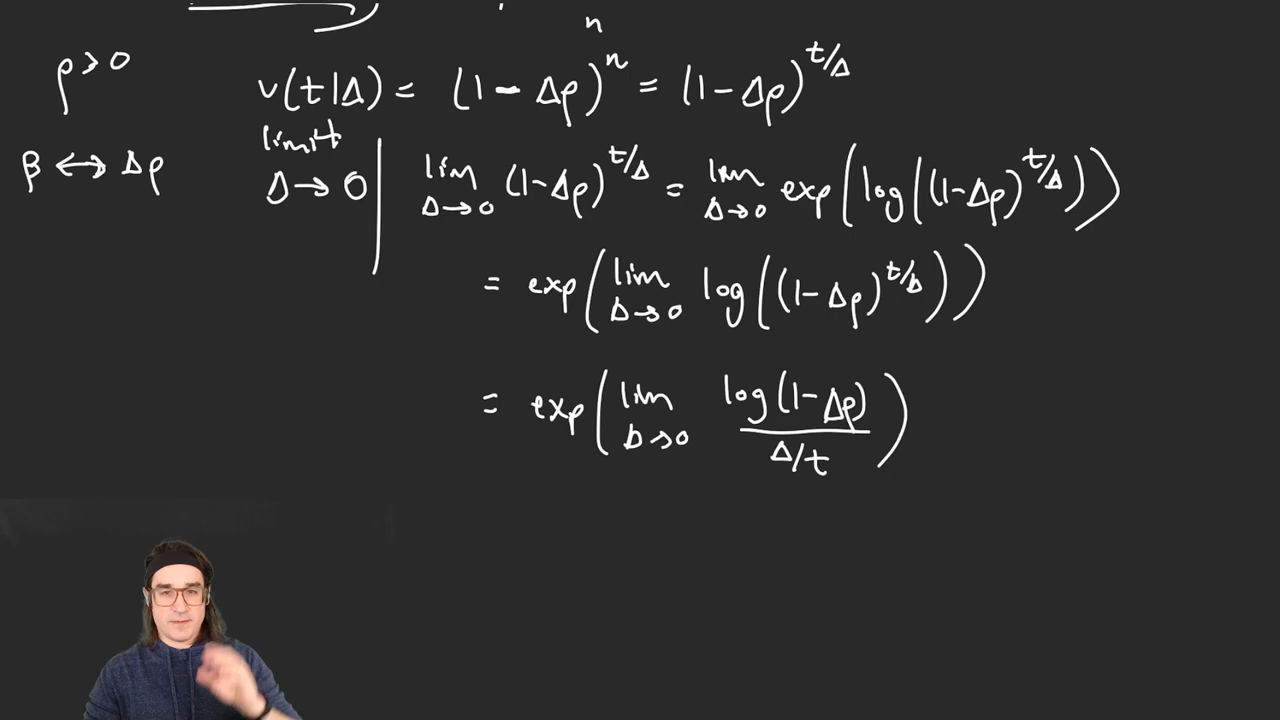 n
ρ > 0
v(t|Δ) = (1 - Δρ)^n = (1 - Δρ)^{t/Δ}
β ↔ Δρ
limit Δ → 0
lim_{Δ→0} (1-Δρ)^{t/Δ} = lim_{Δ→0} exp(log((1-Δρ)^{t/Δ}))
= exp(lim_{Δ→0} log((1-Δρ)^{t/Δ}))
= exp(lim_{Δ→0} log(1-Δρ) / (Δ/t))